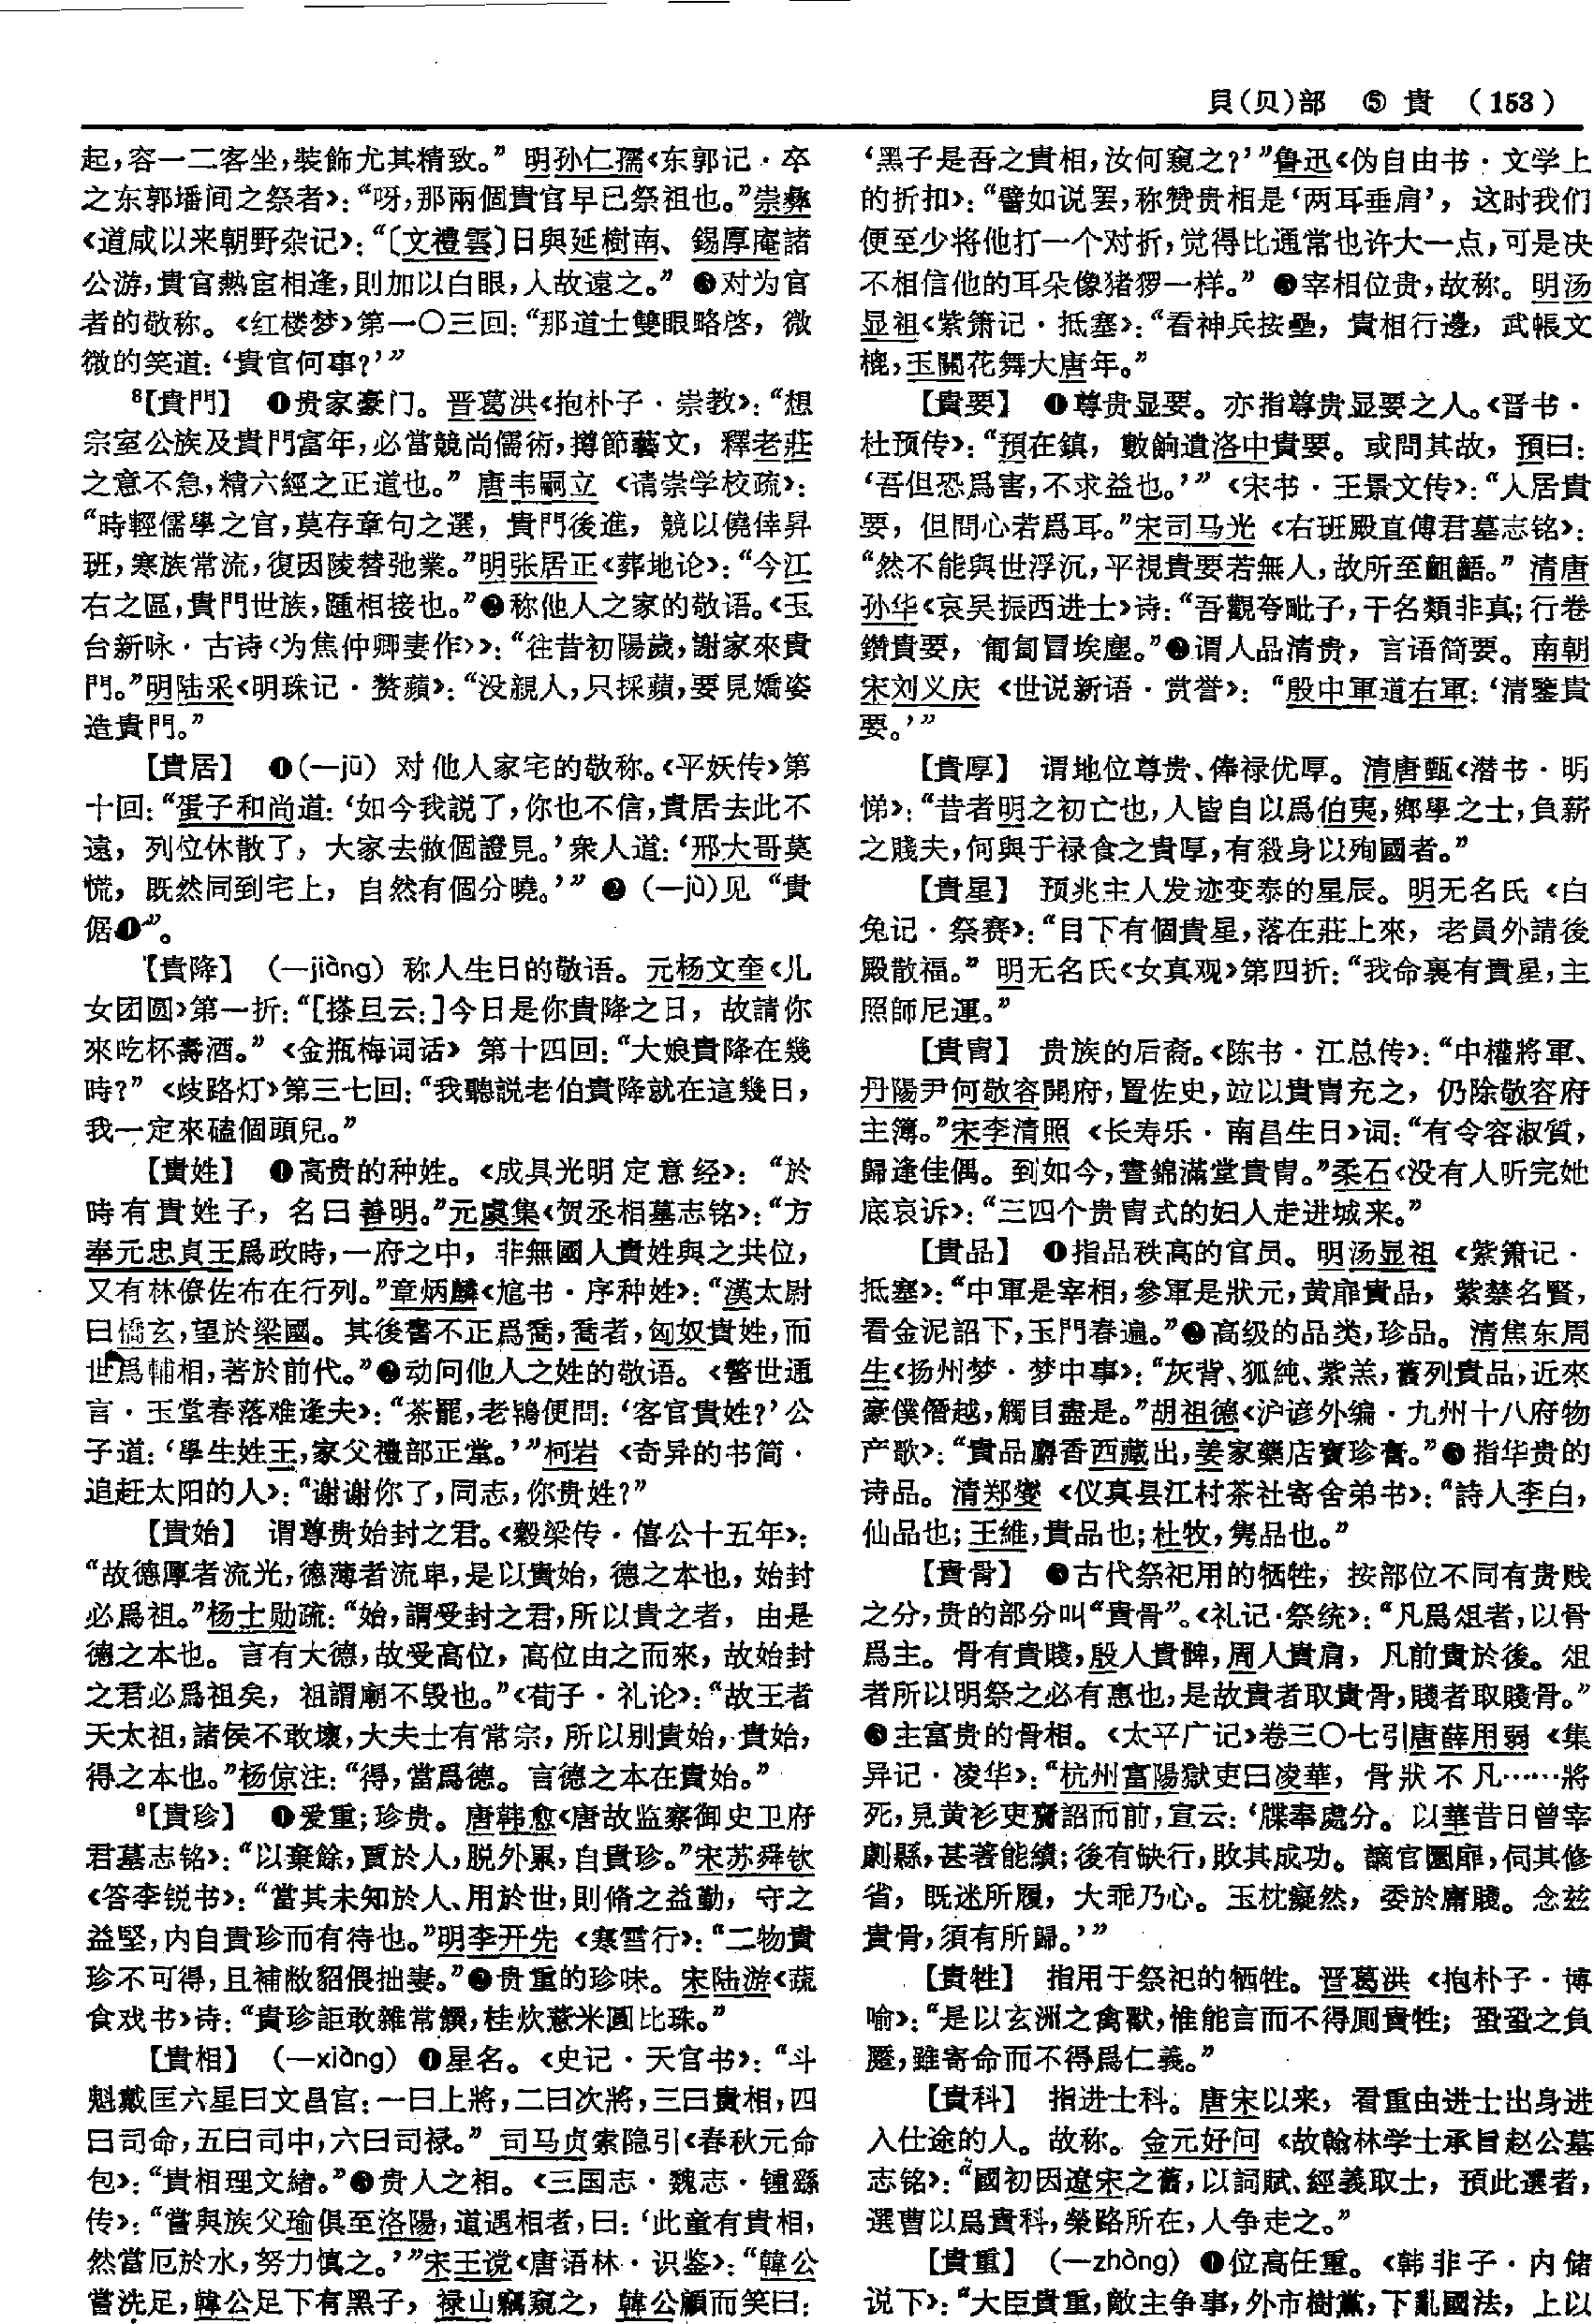 貝(贝)部 ⑤ 貴 （153）
起，容一二客坐，裝飾尤其精致。” 明孙仁孺《东郭记·卒
之东郭墦间之祭者》：“呀，那兩個貴官早已祭祖也。”崇彝
《道咸以来朝野杂记》：“〔文禮雲〕日與延樹南、錫厚庵諸
公游，貴官熱宦相逢，則加以白眼，人故遠之。” ❸对为官
者的敬称。《红楼梦》第一〇三回：“那道士雙眼略啓，微
微的笑道：‘貴官何事？’”
⁸【貴門】 ❶贵家豪门。晋葛洪《抱朴子·崇教》：“想
宗室公族及貴門富年，必當競尚儒術，撙節藝文，釋老莊
之意不急，精六經之正道也。” 唐韦嗣立《请崇学校疏》：
“時輕儒學之官，莫存章句之選，貴門後進，競以僥倖昇
班，寒族常流，復因陵替弛業。”明张居正《葬地论》：“今江
右之區，貴門世族，踵相接也。”❷称他人之家的敬语。《玉
台新咏·古诗〈为焦仲卿妻作〉》：“往昔初陽歲，謝家來貴
門。”明陆采《明珠记·赘蘋》：“没親人，只採蘋，要見嬌姿
造貴門。”
【貴居】 ❶(一jū) 对他人家宅的敬称。《平妖传》第
十回：“蛋子和尚道：‘如今我説了，你也不信，貴居去此不
遠，列位休散了，大家去做個證見。’衆人道：‘邢大哥莫
慌，既然同到宅上，自然有個分曉。’” ❷ (一jù)见“貴
倨❶”。
【貴降】 (一jiàng) 称人生日的敬语。元杨文奎《儿
女团圆》第一折：“[搽旦云：]今日是你貴降之日，故請你
來吃杯壽酒。” 《金瓶梅词话》第十四回：“大娘貴降在幾
時？” 《歧路灯》第三七回：“我聽説老伯貴降就在這幾日，
我一定來磕個頭兒。”
【貴姓】 ❶高贵的种姓。《成具光明定意经》：“於
時有貴姓子，名曰善明。”元虞集《贺丞相墓志铭》：“方
奉元忠貞王爲政時，一府之中，非無國人貴姓與之共位，
又有林僚佐布在行列。”章炳麟《訄书·序种姓》：“漢太尉
曰橋玄，望於梁國。其後書不正爲喬，喬者，匈奴貴姓，而
世爲輔相，著於前代。”❷动问他人之姓的敬语。《警世通
言·玉堂春落难逢夫》：“茶罷，老鴇便問：‘客官貴姓？’公
子道：‘學生姓王，家父禮部正堂。’”柯岩《奇异的书简·
追赶太阳的人》：“谢谢你了，同志，你贵姓？”
【貴始】 谓尊贵始封之君。《穀梁传·僖公十五年》：
“故德厚者流光，德薄者流卑，是以貴始，德之本也，始封
必爲祖。”杨士勋疏：“始，謂受封之君，所以貴之者，由是
德之本也。言有大德，故受高位，高位由之而來，故始封
之君必爲祖矣，祖謂廟不毁也。”《荀子·礼论》：“故王者
天太祖，諸侯不敢壞，大夫士有常宗，所以别貴始，貴始，
得之本也。”杨倞注：“得，當爲德。言德之本在貴始。”
⁹【貴珍】 ❶爱重；珍贵。唐韩愈《唐故监察御史卫府
君墓志铭》：“以棄餘，賈於人，脱外累，自貴珍。”宋苏舜钦
《答李锐书》：“當其未知於人、用於世，則脩之益勤，守之
益堅，内自貴珍而有待也。”明李开先《寒雪行》：“二物貴
珍不可得，且補敝貂偎拙妻。”❷贵重的珍味。宋陆游《蔬
食戏书》诗：“貴珍詎敢雜常饌，桂炊薏米圓比珠。”
【貴相】 (一xiàng) ❶星名。《史记·天官书》：“斗
魁戴匡六星曰文昌宫：一曰上將，二曰次將，三曰貴相，四
曰司命，五曰司中，六曰司禄。”司马贞索隐引《春秋元命
包》：“貴相理文緒。”❷贵人之相。《三国志·魏志·锺繇
传》：“嘗與族父瑜俱至洛陽，道遇相者，曰：‘此童有貴相，
然當厄於水，努力慎之。’”宋王谠《唐语林·识鉴》：“韓公
嘗洗足，韓公足下有黑子，禄山竊窺之，韓公顧而笑曰：
‘黑子是吾之貴相，汝何窺之？’”鲁迅《伪自由书·文学上
的折扣》：“譬如说罢，称赞贵相是‘两耳垂肩’，这时我们
便至少将他打一个对折，觉得比通常也许大一点，可是决
不相信他的耳朵像猪猡一样。” ❸宰相位贵，故称。明汤
显祖《紫箫记·抵塞》：“看神兵按壘，貴相行邊，武帳文
榱，玉關花舞大唐年。”
【貴要】 ❶尊贵显要。亦指尊贵显要之人。《晋书·
杜预传》：“預在鎮，數餉遺洛中貴要。或問其故，預曰：
‘吾但恐爲害，不求益也。’”《宋书·王景文传》：“人居貴
要，但問心若爲耳。”宋司马光《右班殿直傅君墓志铭》：
“然不能與世浮沉，平視貴要若無人，故所至齟齬。” 清唐
孙华《哀吴振西进士》诗：“吾觀夸毗子，干名類非真；行卷
鑽貴要，匍匐冒埃塵。”❷谓人品清贵，言语简要。南朝
宋刘义庆《世说新语·赏誉》：“殷中軍道右軍：‘清鑒貴
要。’”
【貴厚】 谓地位尊贵、俸禄优厚。清唐甄《潜书·明
悌》：“昔者明之初亡也，人皆自以爲伯夷，鄉學之士，負薪
之賤夫，何與于禄食之貴厚，有殺身以殉國者。”
【貴星】 预兆主人发迹变泰的星辰。明无名氏《白
兔记·祭赛》：“目下有個貴星，落在莊上來，老員外請後
殿散福。” 明无名氏《女真观》第四折：“我命裏有貴星，主
照師尼運。”
【貴胄】 贵族的后裔。《陈书·江总传》：“中權將軍、
丹陽尹何敬容開府，置佐史，竝以貴胄充之，仍除敬容府
主簿。”宋李清照《长寿乐·南昌生日》词：“有令容淑質，
歸逢佳偶。到如今，晝錦滿堂貴胄。”柔石《没有人听完她
底哀诉》：“三四个贵胄式的妇人走进城来。”
【貴品】 ❶指品秩高的官员。明汤显祖《紫箫记·
抵塞》：“中軍是宰相，參軍是狀元，黄扉貴品，紫禁名賢，
看金泥詔下，玉門春遍。”❷高级的品类，珍品。清焦东周
生《扬州梦·梦中事》：“灰背、狐純、紫羔，舊列貴品，近來
豪僕僭越，觸目盡是。”胡祖德《沪谚外编·九州十八府物
产歌》：“貴品麝香西藏出，姜家藥店寶珍膏。”❸指华贵的
诗品。清郑燮《仪真县江村茶社寄舍弟书》：“詩人李白，
仙品也；王維，貴品也；杜牧，雋品也。”
【貴骨】 ❶古代祭祀用的牺牲，按部位不同有贵贱
之分，贵的部分叫“貴骨”。《礼记·祭统》：“凡爲俎者，以骨
爲主。骨有貴賤，殷人貴髀，周人貴肩，凡前貴於後。俎
者所以明祭之必有惠也，是故貴者取貴骨，賤者取賤骨。”
❷主富贵的骨相。《太平广记》卷三〇七引唐薛用弱《集
异记·凌华》：“杭州富陽獄吏曰凌華，骨狀不凡……將
死，見黄衫吏齎詔而前，宣云：‘牒奉處分。以華昔日曾宰
劇縣，甚著能績；後有缺行，敗其成功。謫官圜扉，伺其修
省，既迷所履，大乖乃心。玉枕嶷然，委於庸賤。念兹
貴骨，須有所歸。’”
【貴牲】 指用于祭祀的牺牲。晋葛洪《抱朴子·博
喻》：“是以玄洲之禽獸，惟能言而不得厠貴牲；蛩蛩之負
蹷，雖寄命而不得爲仁義。”
【貴科】 指进士科。唐宋以来，看重由进士出身进
入仕途的人。故称。金元好问《故翰林学士承旨赵公墓
志铭》：“國初因遼宋之舊，以詞賦、經義取士，預此選者，
選曹以爲貴科，榮路所在，人争走之。”
【貴重】 (一zhòng) ❶位高任重。《韩非子·内储
说下》：“大臣貴重，敵主争事，外市樹黨，下亂國法，上以